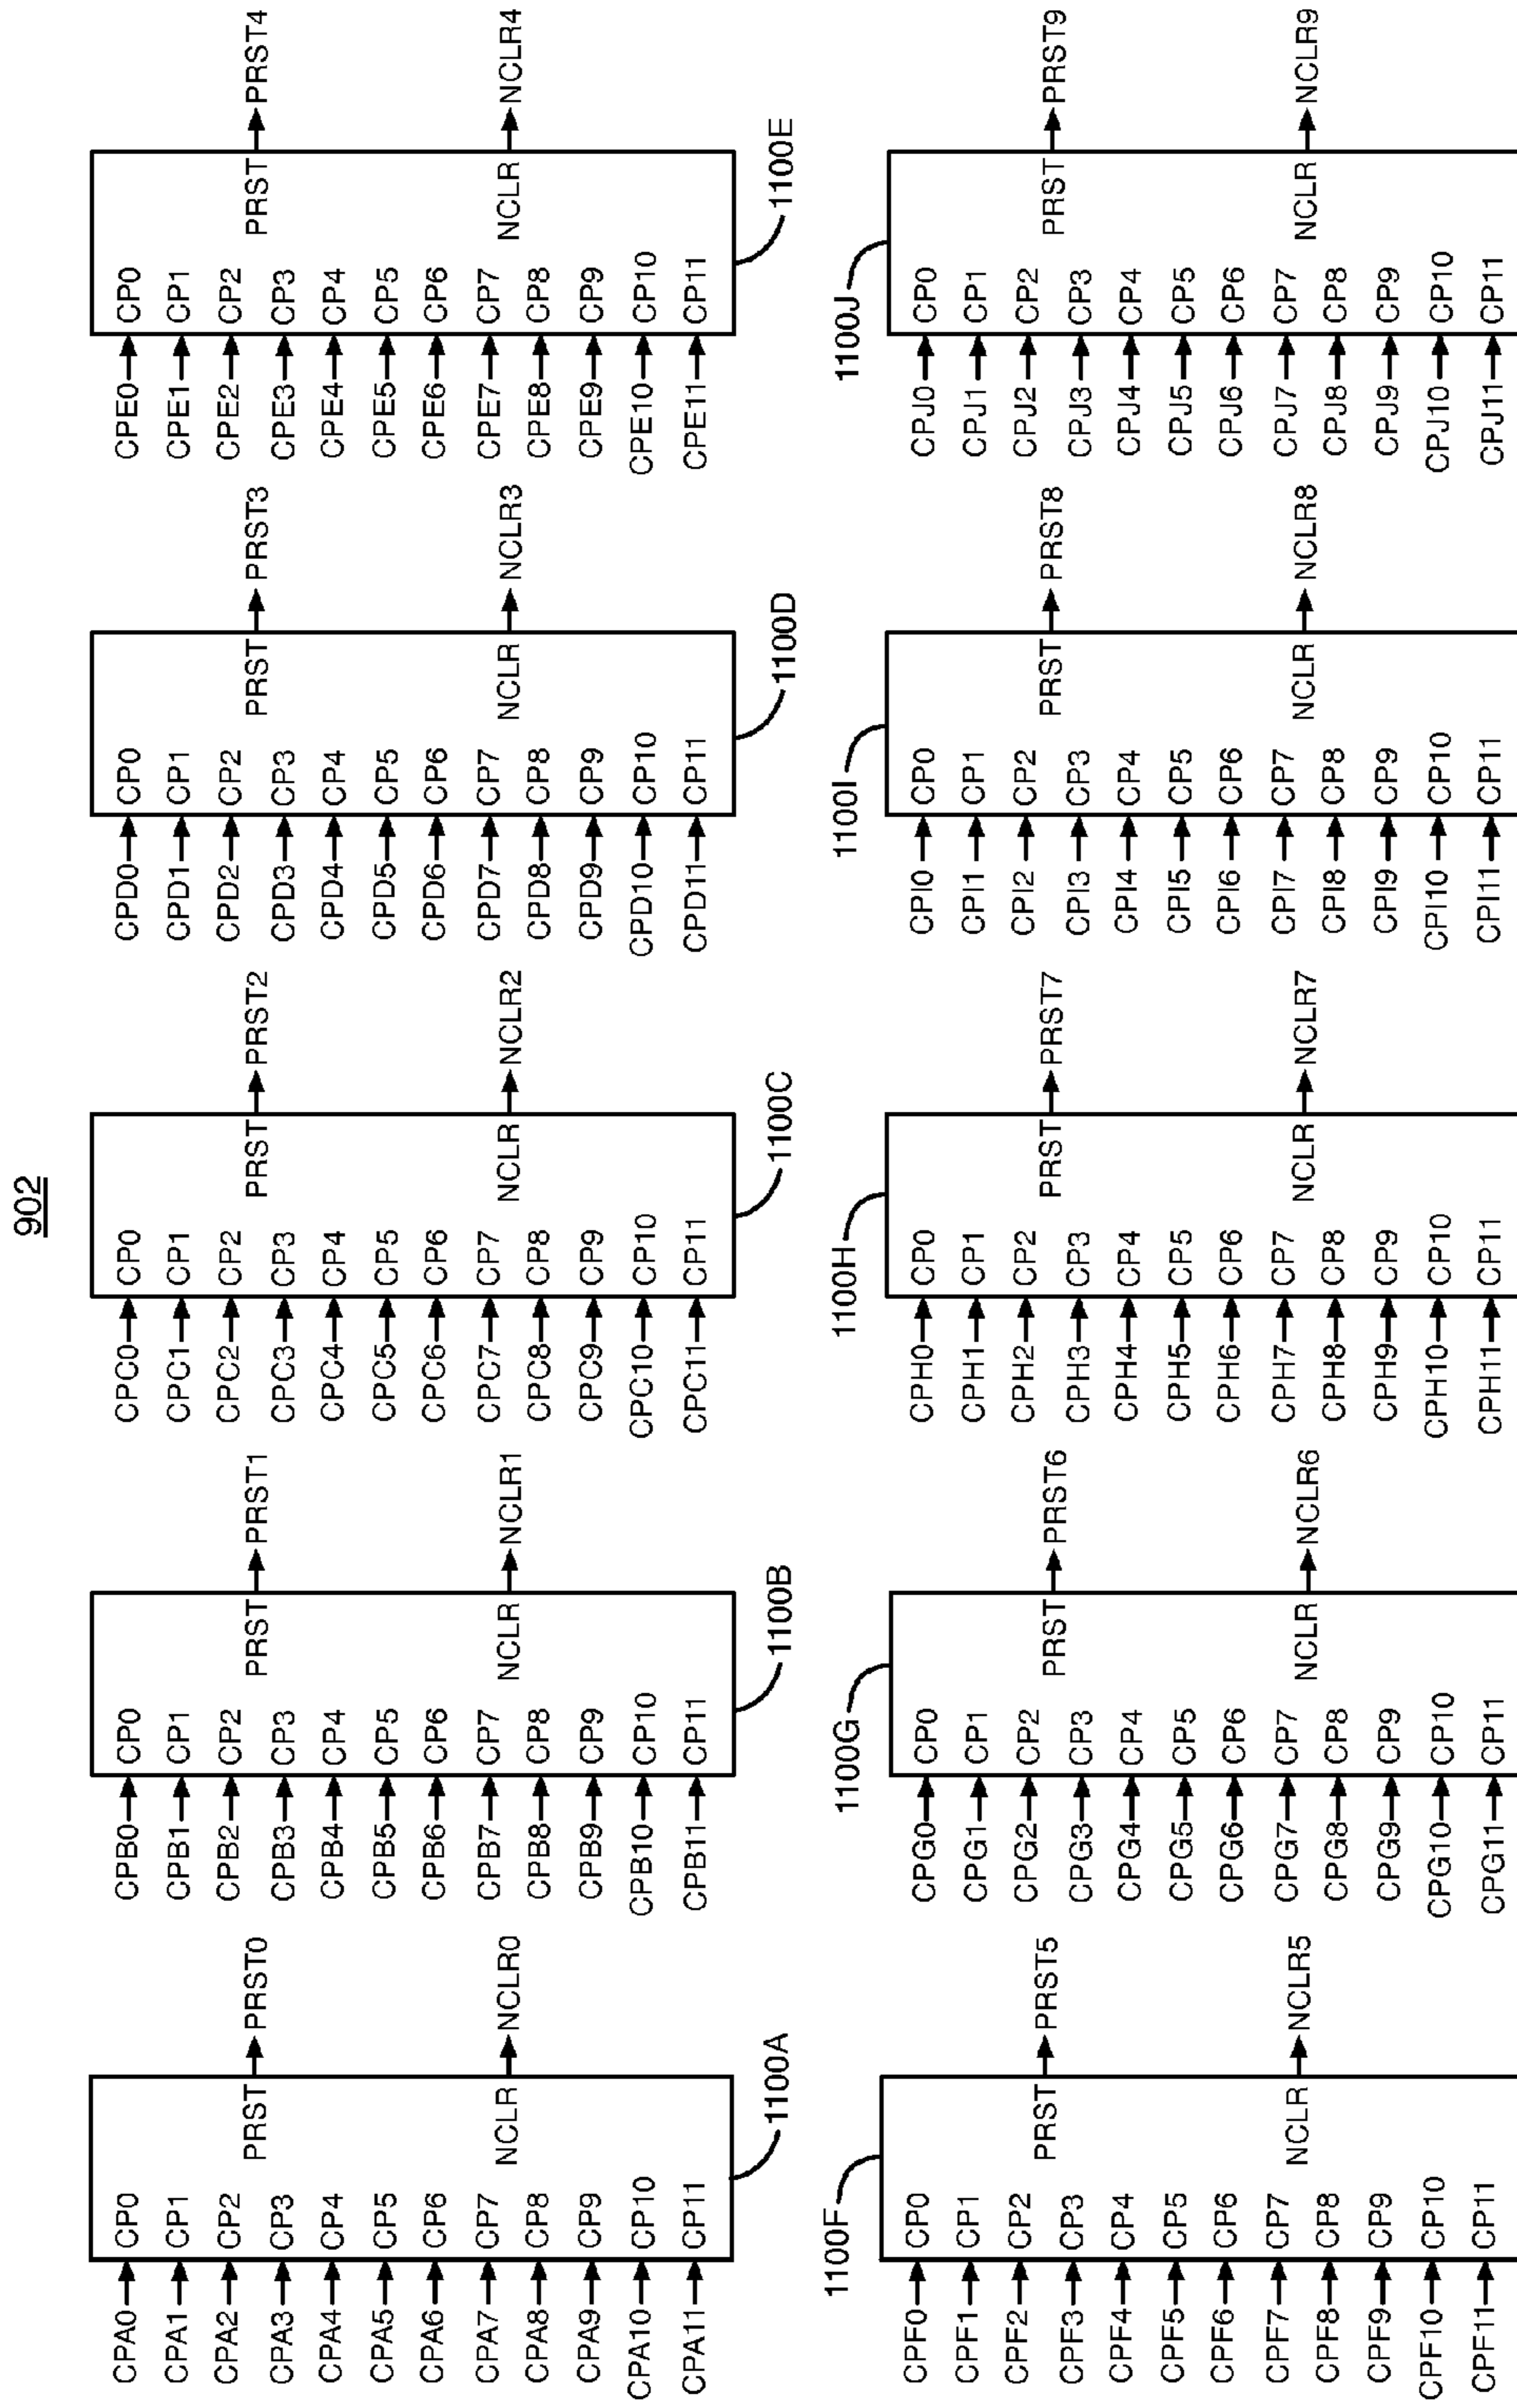 902
CPA0 CP0
CPA1 CP1
CPA2 CP2
CPA3 CP3
CPA4 CP4
CPA5 CP5
CPA6 CP6
CPA7 CP7
CPA8 CP8
CPA9 CP9
CPA10 CP10
CPA11 CP11
PRST PRST0
NCLR NCLR0
1100A
CPB0 CP0
CPB1 CP1
CPB2 CP2
CPB3 CP3
CPB4 CP4
CPB5 CP5
CPB6 CP6
CPB7 CP7
CPB8 CP8
CPB9 CP9
CPB10 CP10
CPB11 CP11
PRST PRST1
NCLR NCLR1
1100B
CPC0 CP0
CPC1 CP1
CPC2 CP2
CPC3 CP3
CPC4 CP4
CPC5 CP5
CPC6 CP6
CPC7 CP7
CPC8 CP8
CPC9 CP9
CPC10 CP10
CPC11 CP11
PRST PRST2
NCLR NCLR2
1100C
CPD0 CP0
CPD1 CP1
CPD2 CP2
CPD3 CP3
CPD4 CP4
CPD5 CP5
CPD6 CP6
CPD7 CP7
CPD8 CP8
CPD9 CP9
CPD10 CP10
CPD11 CP11
PRST PRST3
NCLR NCLR3
1100D
CPE0 CP0
CPE1 CP1
CPE2 CP2
CPE3 CP3
CPE4 CP4
CPE5 CP5
CPE6 CP6
CPE7 CP7
CPE8 CP8
CPE9 CP9
CPE10 CP10
CPE11 CP11
PRST PRST4
NCLR NCLR4
1100E
1100F
CPF0 CP0
CPF1 CP1
CPF2 CP2
CPF3 CP3
CPF4 CP4
CPF5 CP5
CPF6 CP6
CPF7 CP7
CPF8 CP8
CPF9 CP9
CPF10 CP10
CPF11 CP11
PRST PRST5
NCLR NCLR5
1100G
CPG0 CP0
CPG1 CP1
CPG2 CP2
CPG3 CP3
CPG4 CP4
CPG5 CP5
CPG6 CP6
CPG7 CP7
CPG8 CP8
CPG9 CP9
CPG10 CP10
CPG11 CP11
PRST PRST6
NCLR NCLR6
1100H
CPH0 CP0
CPH1 CP1
CPH2 CP2
CPH3 CP3
CPH4 CP4
CPH5 CP5
CPH6 CP6
CPH7 CP7
CPH8 CP8
CPH9 CP9
CPH10 CP10
CPH11 CP11
PRST PRST7
NCLR NCLR7
1100I
CPI0 CP0
CPI1 CP1
CPI2 CP2
CPI3 CP3
CPI4 CP4
CPI5 CP5
CPI6 CP6
CPI7 CP7
CPI8 CP8
CPI9 CP9
CPI10 CP10
CPI11 CP11
PRST PRST8
NCLR NCLR8
1100J
CPJ0 CP0
CPJ1 CP1
CPJ2 CP2
CPJ3 CP3
CPJ4 CP4
CPJ5 CP5
CPJ6 CP6
CPJ7 CP7
CPJ8 CP8
CPJ9 CP9
CPJ10 CP10
CPJ11 CP11
PRST PRST9
NCLR NCLR9